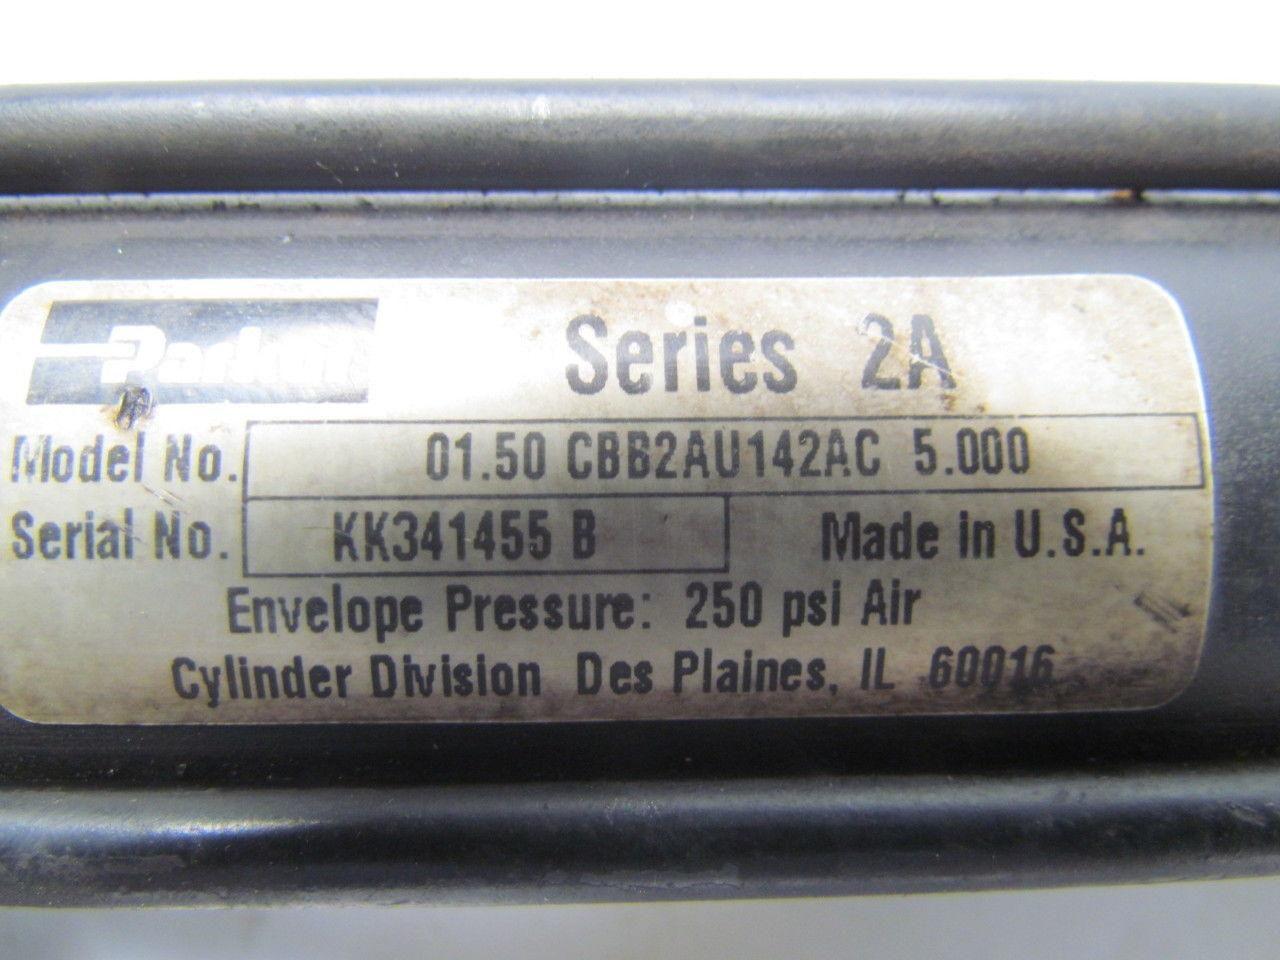 Parker
Series 2A
Model No. 01.50 CBB2AU142AC 5.000
Serial No. KK341455 B Made in U.S.A.
Envelope Pressure: 250 psi Air
Cylinder Division Des Plaines, IL 60016